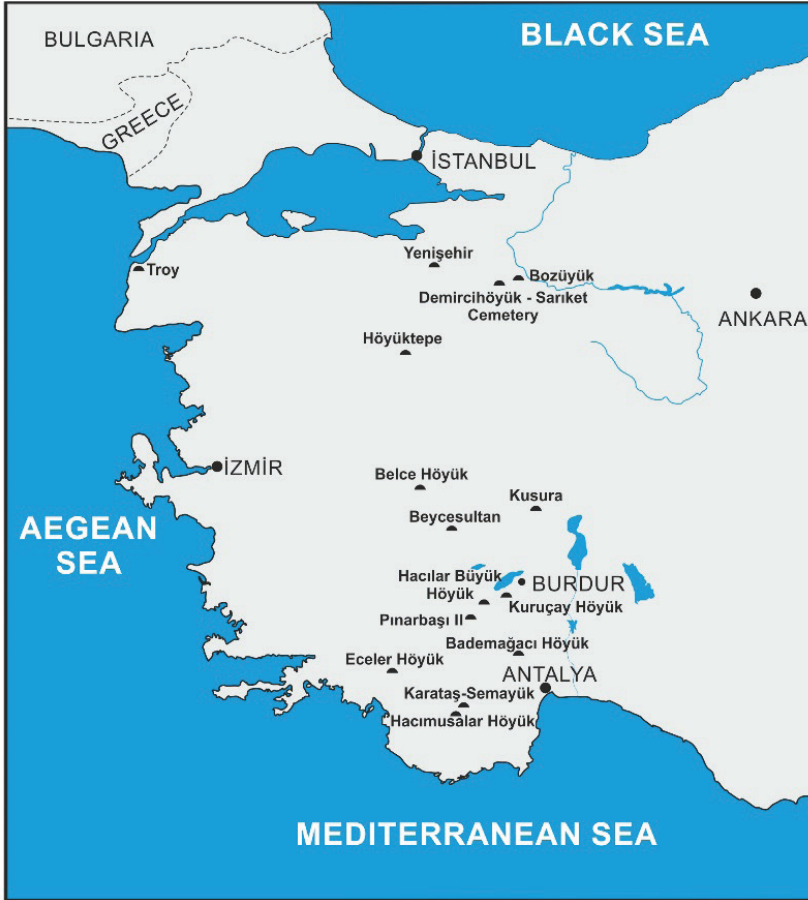 BULGARIA
BLACK SEA
GREECE
İSTANBUL
Yenişehir
Troy
Bozüyük
Demircihöyük - Sarıket
Cemetery
ANKARA
Höyüktepe
İZMİR
Belce Höyük
Kusura
Beycesultan
AEGEAN
SEA
Hacılar Büyük
Höyük
BURDUR
Kuruçay Höyük
Pınarbaşı II
Bademağacı Höyük
Eceler Höyük
ANTALYA
Karataş-Semayük
Hacımusalar Höyük
MEDITERRANEAN SEA